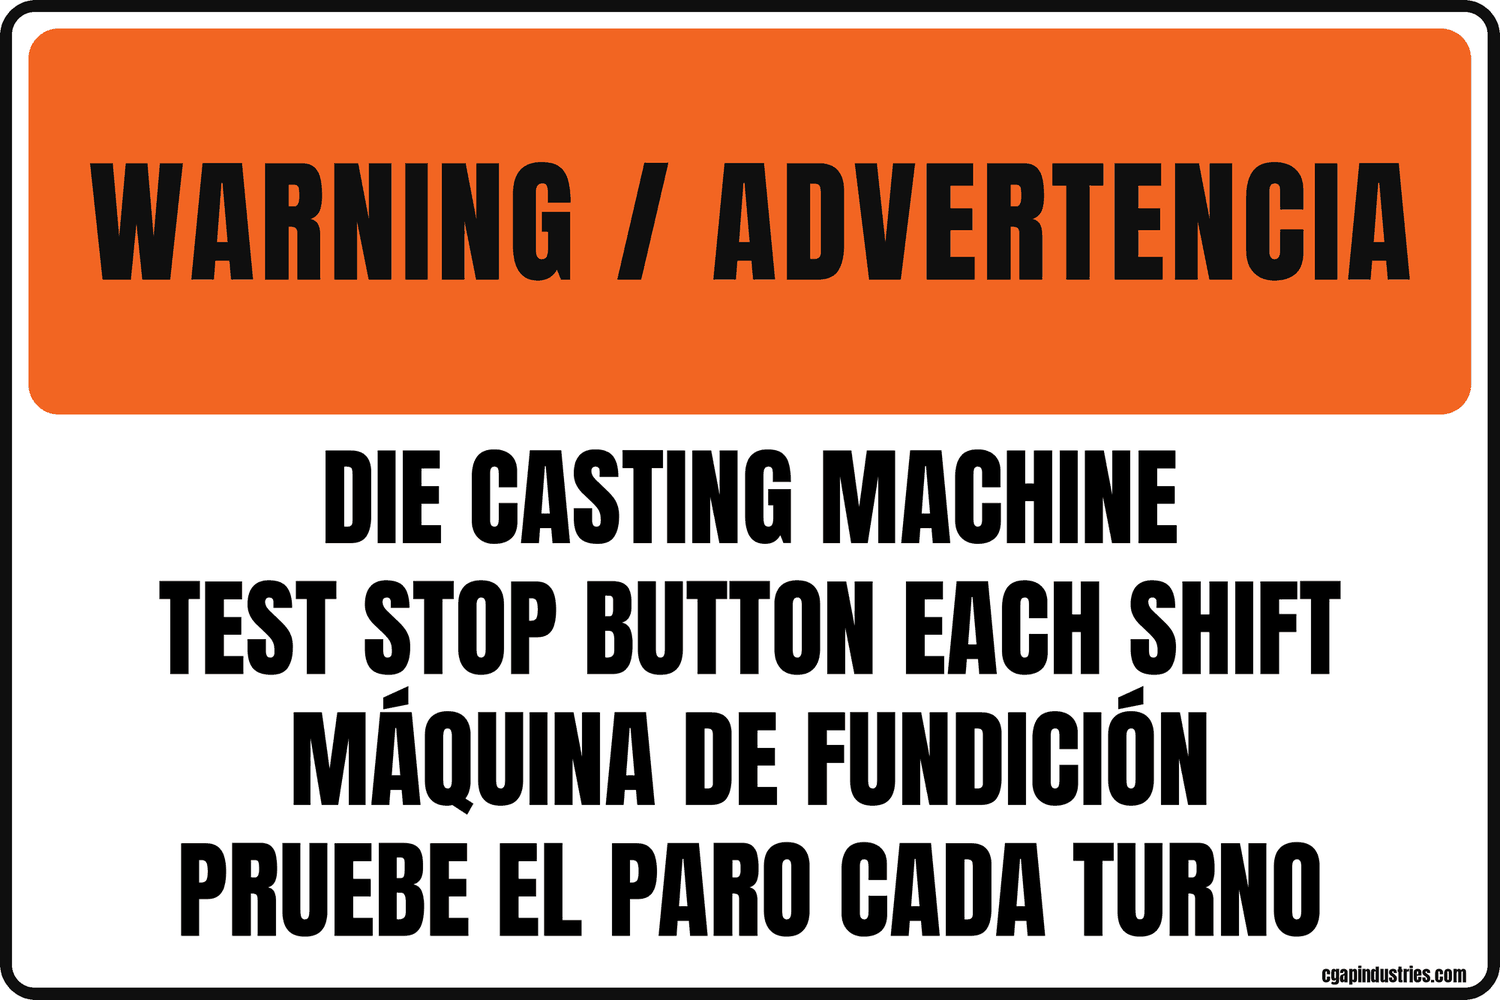 WARNING / ADVERTENCIA
DIE CASTING MACHINE
TEST STOP BUTTON EACH SHIFT
MÁQUINA DE FUNDICIÓN
PRUEBE EL PARO CADA TURNO
cgapindustries.com